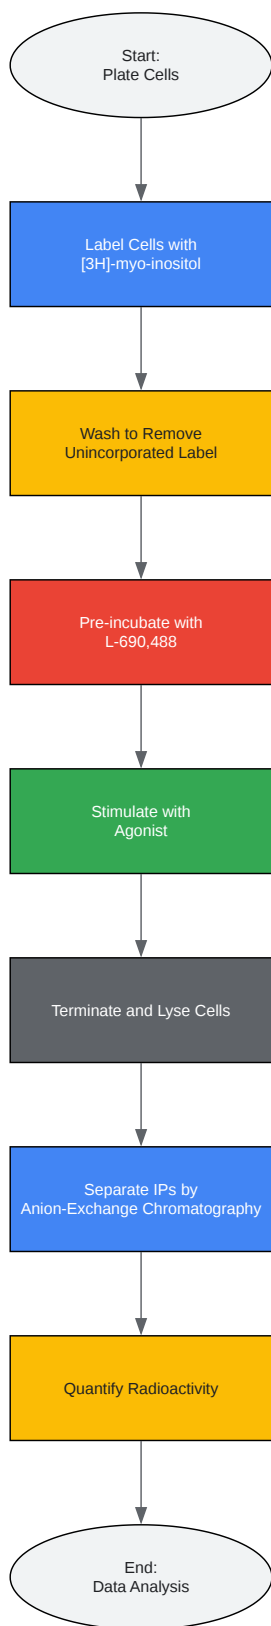 Start:
Plate Cells
Label Cells with
[3H]-myo-inositol
Wash to Remove
Unincorporated Label
Pre-incubate with
L-690,488
Stimulate with
Agonist
Terminate and Lyse Cells
Separate IPs by
Anion-Exchange Chromatography
Quantify Radioactivity
End:
Data Analysis